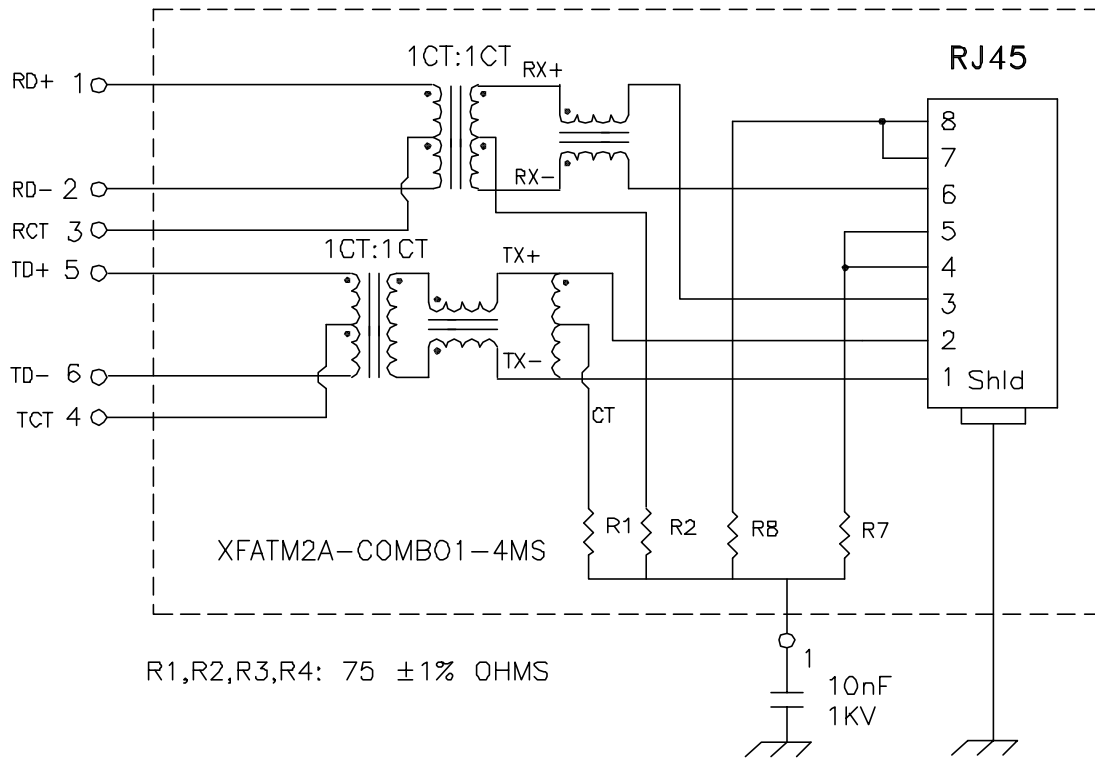 1CT:1CT
RJ45
RD+ 1
RX+
8
7
RD- 2
RX-
6
RCT 3
5
1CT:1CT
TD+ 5
TX+
4
3
2
TD- 6
TX-
1 Shld
TCT 4
CT
R1
R2
R8
R7
XFATM2A-COMBO1-4MS
R1,R2,R3,R4: 75 ±1% OHMS
1
10nF
1KV